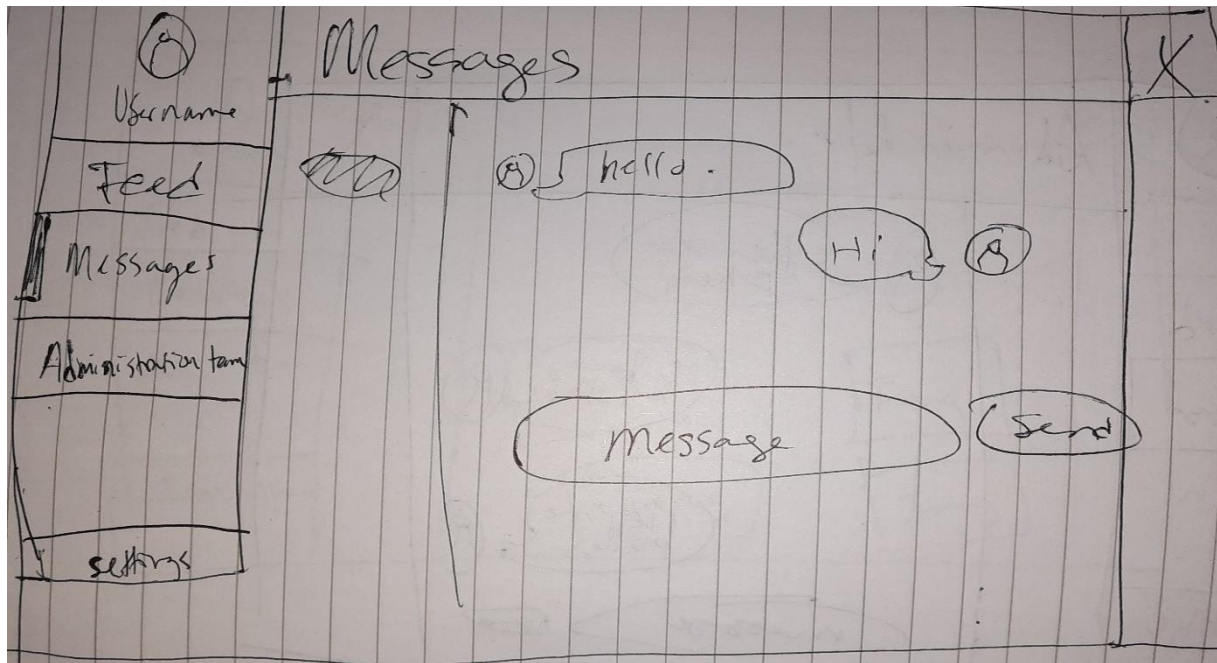 Username
Feed
Messages
Administration team
settings
Messages
X
hello.
Hi
Message
Send